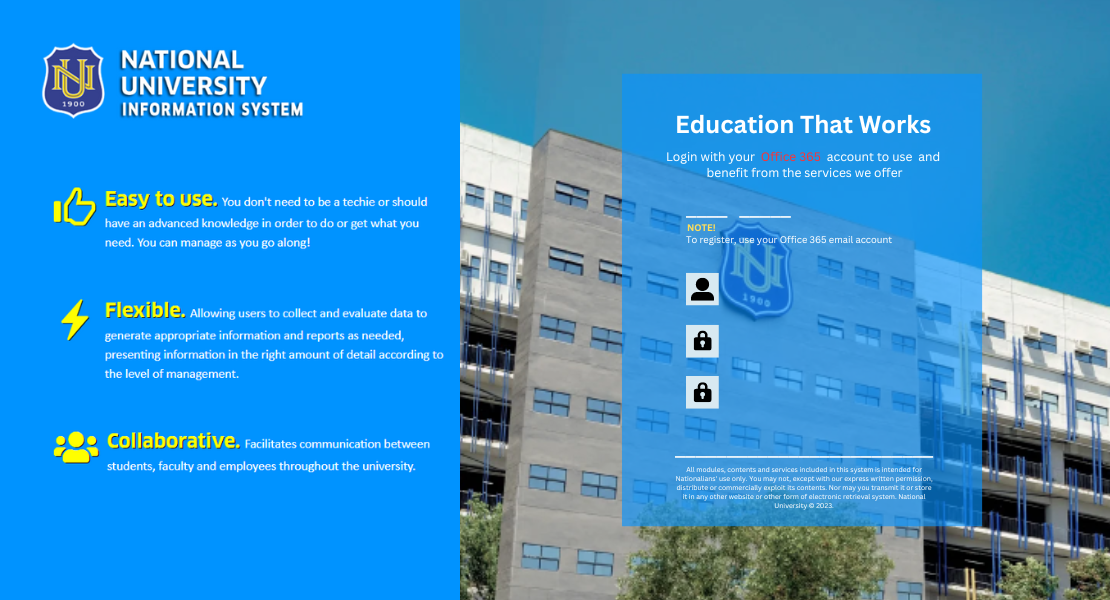 NATIONAL
UNIVERSITY
INFORMATION SYSTEM
NU
1900
Easy to use. You don't need to be a techie or should
have an advanced knowledge in order to do or get what you
need. You can manage as you go along!
Flexible. Allowing users to collect and evaluate data to
generate appropriate information and reports as needed,
presenting information in the right amount of detail according to
the level of management.
Collaborative. Facilitates communication between
students, faculty and employees throughout the university.
Education That Works
Login with your Office 365 account to use and
benefit from the services we offer
NOTE!
To register, use your Office 365 email account
NU
1900
All modules, contents and services included in this system is intended for
Nationalians' use only. You may not, except with our express written permission,
distribute or commercially exploit its contents. Nor may you transmit it or store
it in any other website or other form of electronic retrieval system. National
University © 2023.